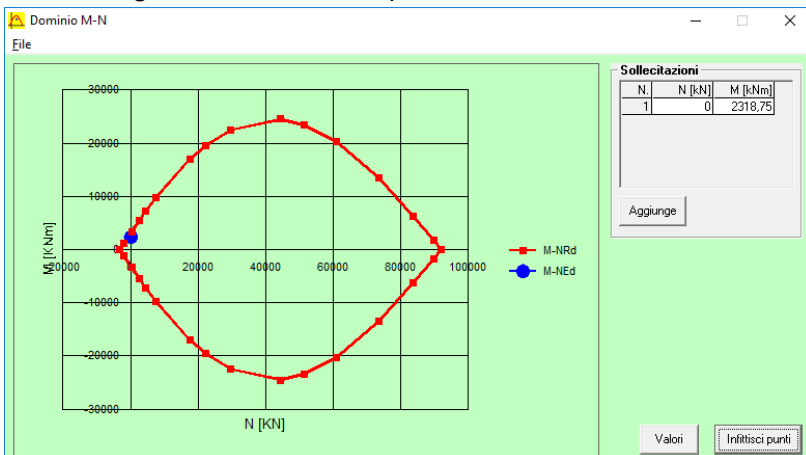 Dominio M-N
File
30000
20000
10000
0
-20000
20000
40000
60000
80000
100000
-10000
-20000
-30000
M [KNm]
N [KN]
M-NRd
M-NEd
Sollecitazioni
N. N [kN] M [kNm]
1 0 2318,75
Aggiunge
Valori
Infittisci punti